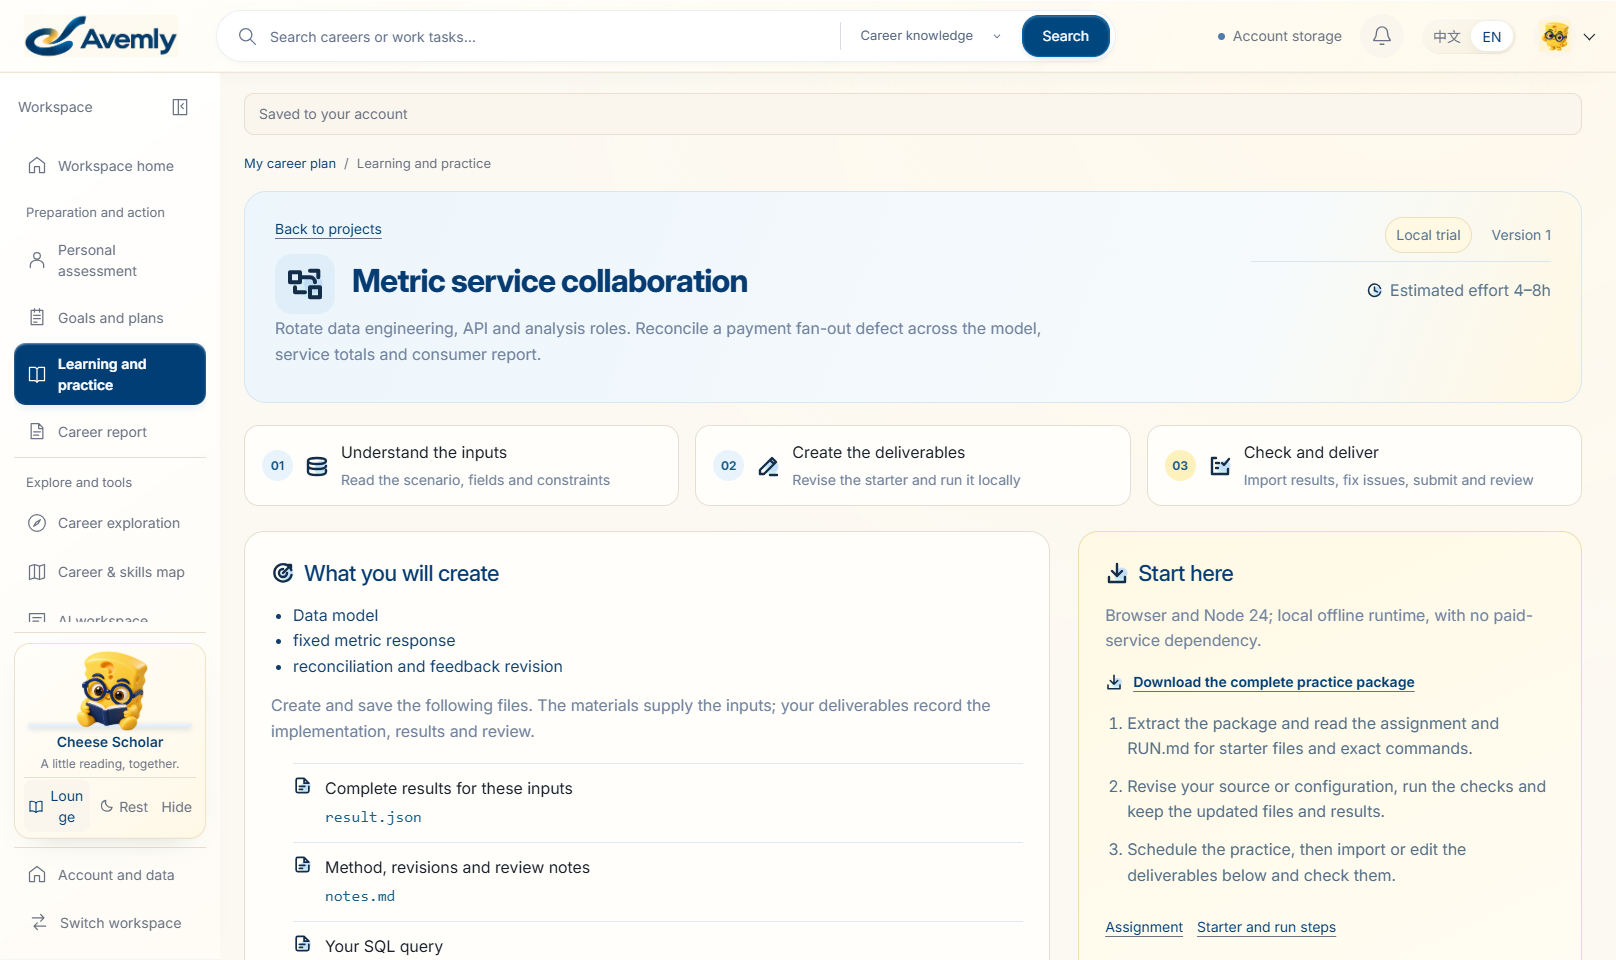 Avemly
Search careers or work tasks...
Career knowledge
Search
Account storage
中文
EN
Workspace
Workspace home
Preparation and action
Personal
assessment
Goals and plans
Learning and
practice
Career report
Explore and tools
Career exploration
Career & skills map
AI workspace
Cheese Scholar
A little reading, together.
Loun
ge
Rest
Hide
Account and data
Switch workspace
Saved to your account
My career plan / Learning and practice
Back to projects
Local trial
Version 1
Metric service collaboration
Estimated effort 4–8h
Rotate data engineering, API and analysis roles. Reconcile a payment fan-out defect across the model,
service totals and consumer report.
01
Understand the inputs
Read the scenario, fields and constraints
02
Create the deliverables
Revise the starter and run it locally
03
Check and deliver
Import results, fix issues, submit and review
What you will create
• Data model
• fixed metric response
• reconciliation and feedback revision
Create and save the following files. The materials supply the inputs; your deliverables record the
implementation, results and review.
Complete results for these inputs
result.json
Method, revisions and review notes
notes.md
Your SQL query
Start here
Browser and Node 24; local offline runtime, with no paid-
service dependency.
Download the complete practice package
1. Extract the package and read the assignment and
RUN.md for starter files and exact commands.
2. Revise your source or configuration, run the checks and
keep the updated files and results.
3. Schedule the practice, then import or edit the
deliverables below and check them.
Assignment
Starter and run steps